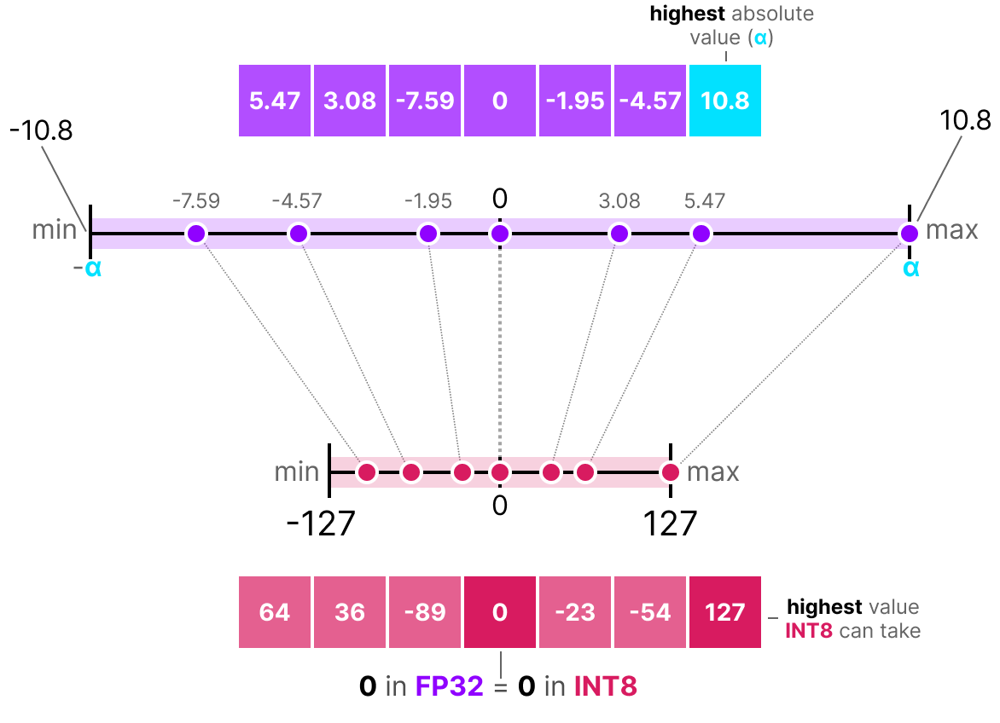 highest absolute
value (α)
5.47 3.08 -7.59 0 -1.95 -4.57 10.8
-10.8
10.8
-7.59 -4.57 -1.95 0 3.08 5.47
min
max
-α
α
min
max
-127
0
127
64 36 -89 0 -23 -54 127
highest value
INT8 can take
0 in FP32 = 0 in INT8